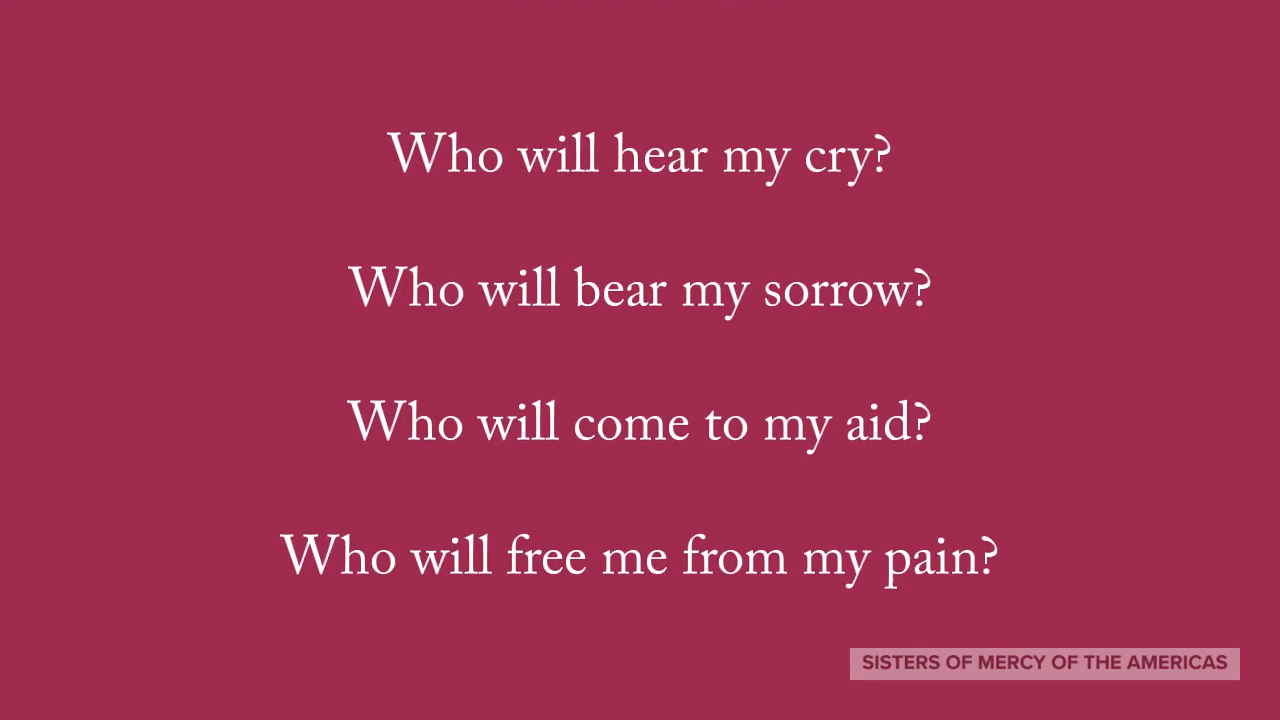 Who will hear my cry?
Who will bear my sorrow?
Who will come to my aid?
Who will free me from my pain?
SISTERS OF MERCY OF THE AMERICAS